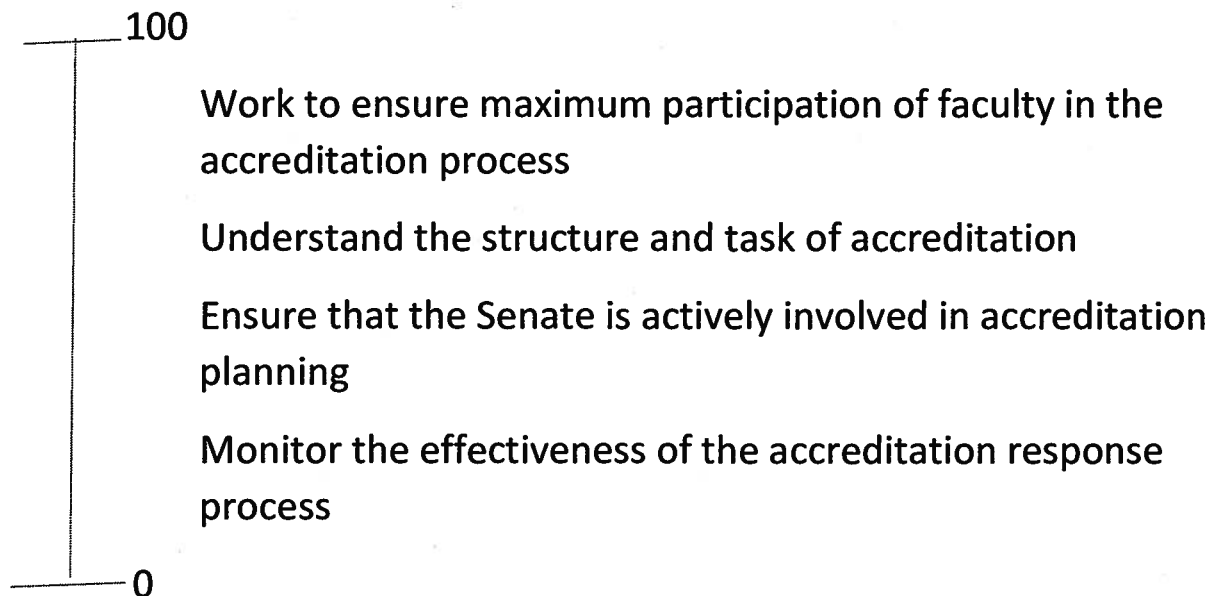 100
Work to ensure maximum participation of faculty in the
accreditation process
Understand the structure and task of accreditation
Ensure that the Senate is actively involved in accreditation
planning
Monitor the effectiveness of the accreditation response
process
0